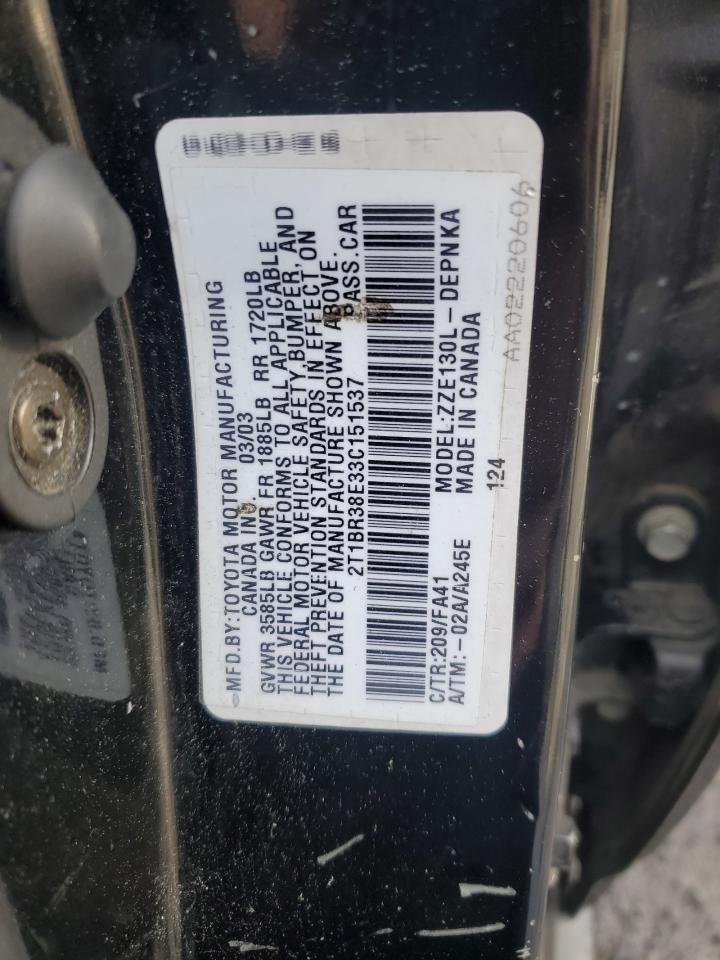 MFD.BY:TOYOTA MOTOR MANUFACTURING
CANADA INC 03/03
GVWR 3585LB GAWR FR 1885LB RR 1720LB
THIS VEHICLE CONFORMS TO ALL APPLICABLE
FEDERAL MOTOR VEHICLE SAFETY,BUMPER, AND
THEFT PREVENTION STANDARDS IN EFFECT ON
THE DATE OF MANUFACTURE SHOWN ABOVE.
2T1BR38E33C151537 PASS.CAR
C/TR:209/FA41 MODEL:ZZE130L-DEPNKA
A/TM:-02A/A245E MADE IN CANADA
124
AA02220606